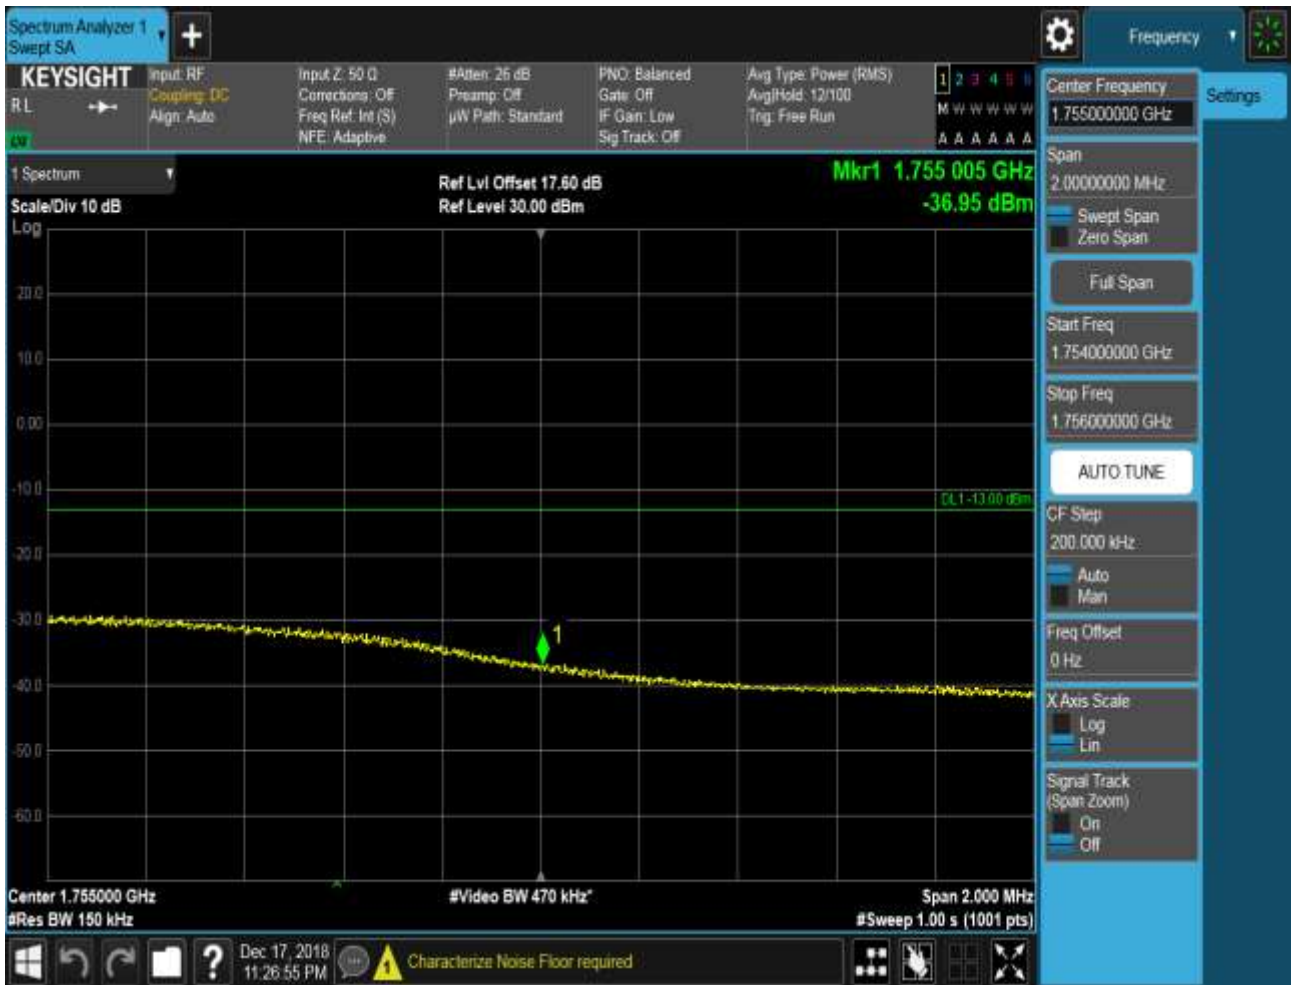 Spectrum Analyzer 1
Swept SA
+
Frequency
KEYSIGHT
Input: RF
Input Z: 50 Ω
#Atten: 26 dB
PNO: Balanced
Avg Type: Power (RMS)
1 2 3 4 5 6
R L
Coupling: DC
Corrections: Off
Preamp: Off
Gate: Off
Avg|Hold: 12/100
M W W W W W
Align: Auto
Freq Ref: Int (S)
µW Path: Standard
IF Gain: Low
Trig: Free Run
NFE: Adaptive
Sig Track: Off
A A A A A A
1 Spectrum
Ref Lvl Offset 17.60 dB
Mkr1 1.755 005 GHz
Scale/Div 10 dB
Ref Level 30.00 dBm
-36.95 dBm
Log
20.0
10.0
0.00
-10.0
DL1 -13.00 dBm
-20.0
-30.0
1
-40.0
-50.0
-60.0
Center 1.755000 GHz
#Video BW 470 kHz*
Span 2.000 MHz
#Res BW 150 kHz
#Sweep 1.00 s (1001 pts)
Center Frequency
1.755000000 GHz
Settings
Span
2.00000000 MHz
Swept Span
Zero Span
Full Span
Start Freq
1.754000000 GHz
Stop Freq
1.756000000 GHz
AUTO TUNE
CF Step
200.000 kHz
Auto
Man
Freq Offset
0 Hz
X Axis Scale
Log
Lin
Signal Track
(Span Zoom)
On
Off
?
Dec 17, 2018
11:26:55 PM
1
Characterize Noise Floor required